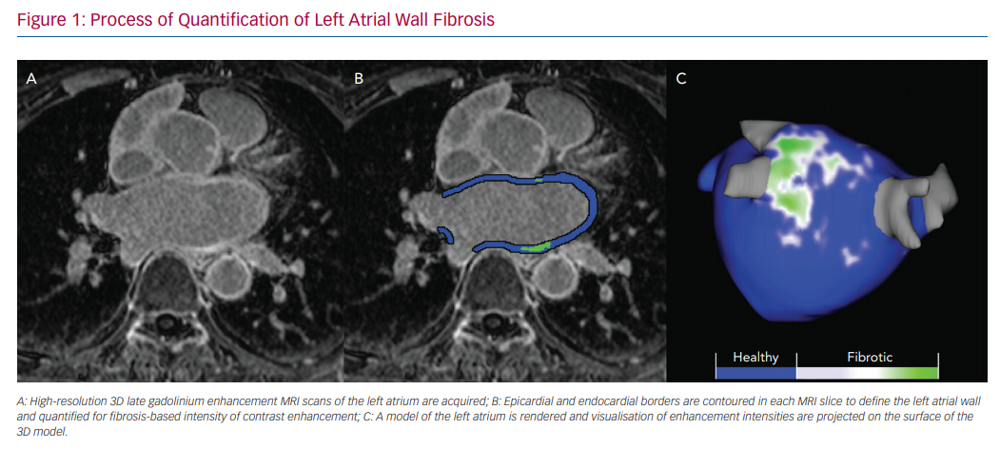 Figure 1: Process of Quantification of Left Atrial Wall Fibrosis
A
B
C
Healthy
Fibrotic
A: High-resolution 3D late gadolinium enhancement MRI scans of the left atrium are acquired; B: Epicardial and endocardial borders are contoured in each MRI slice to define the left atrial wall
and quantified for fibrosis-based intensity of contrast enhancement; C: A model of the left atrium is rendered and visualisation of enhancement intensities are projected on the surface of the
3D model.